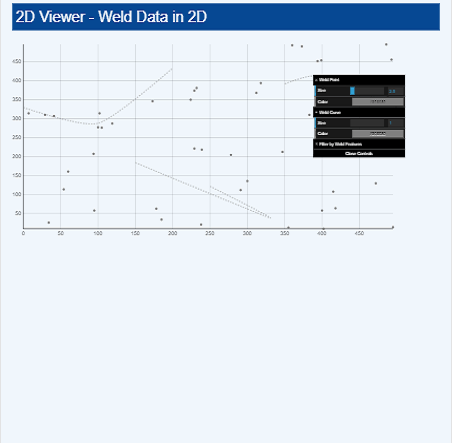 2D Viewer - Weld Data in 2D
450
400
350
300
250
200
150
100
50
0 50 100 150 200 250 300 350 400 450
Weld Point
Size
Color
Weld Curve
Size
Color
Filter by Weld Features
Close Controls